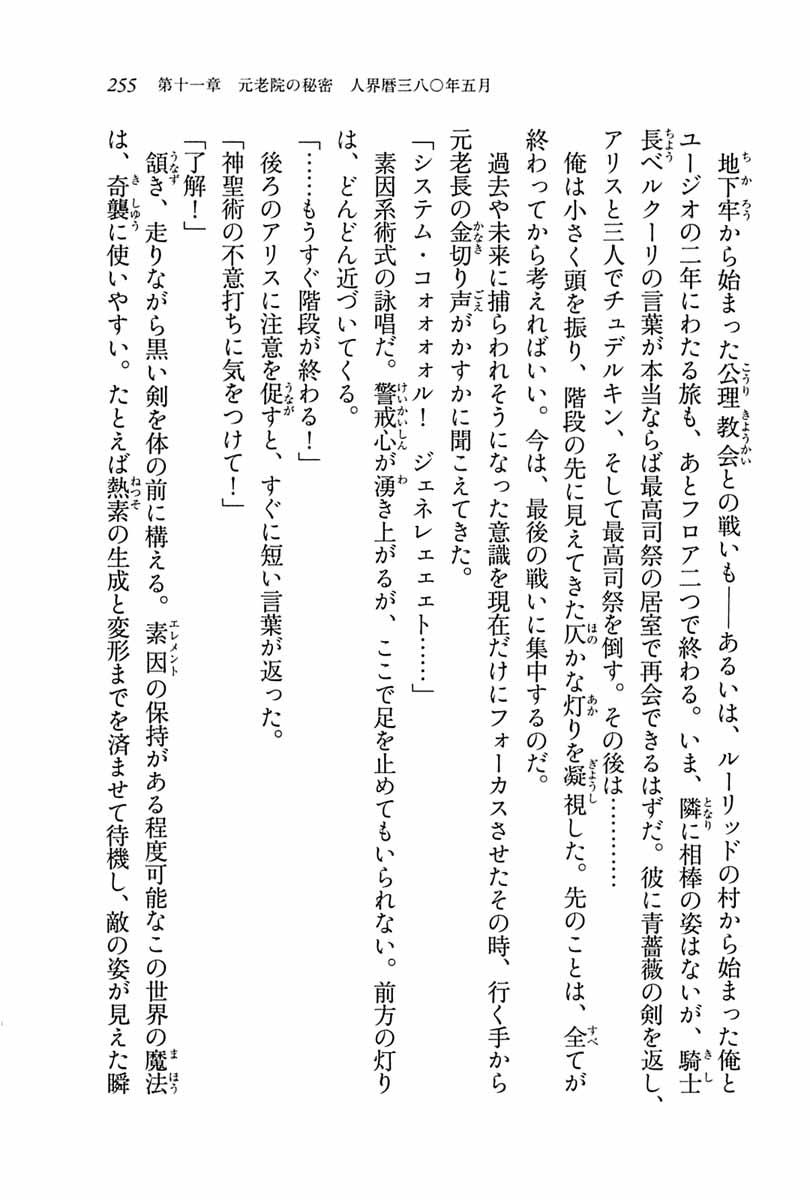 255　第十一章　元老院の秘密　人界暦三八〇年五月
　地下牢から始まった公理教会との戦いも――あるいは、ルーリッドの村から始まった俺と
ユージオの二年にわたる旅も、あとフロア二つで終わる。いま、隣に相棒の姿はないが、騎士
長ベルクーリの言葉が本当ならば最高司祭の居室で再会できるはずだ。彼に青薔薇の剣を返し、
アリスと三人でチュデルキン、そして最高司祭を倒す。その後は…………
　俺は小さく頭を振り、階段の先に見えてきた仄かな灯りを凝視した。先のことは、全てが
終わってから考えればいい。今は、最後の戦いに集中するのだ。
　過去や未来に捕らわれそうになった意識を現在だけにフォーカスさせたその時、行く手から
元老長の金切り声がかすかに聞こえてきた。
「システム・コォォォォル！　ジェネレェェェト……」
　素因系術式の詠唱だ。警戒心が湧き上がるが、ここで足を止めてもいられない。前方の灯り
は、どんどん近づいてくる。
「……もうすぐ階段が終わる！」
　後ろのアリスに注意を促すと、すぐに短い言葉が返った。
「神聖術の不意打ちに気をつけて！」
「了解！」
　頷き、走りながら黒い剣を体の前に構える。素因の保持がある程度可能なこの世界の魔法
は、奇襲に使いやすい。たとえば熱素の生成と変形までを済ませて待機し、敵の姿が見えた瞬